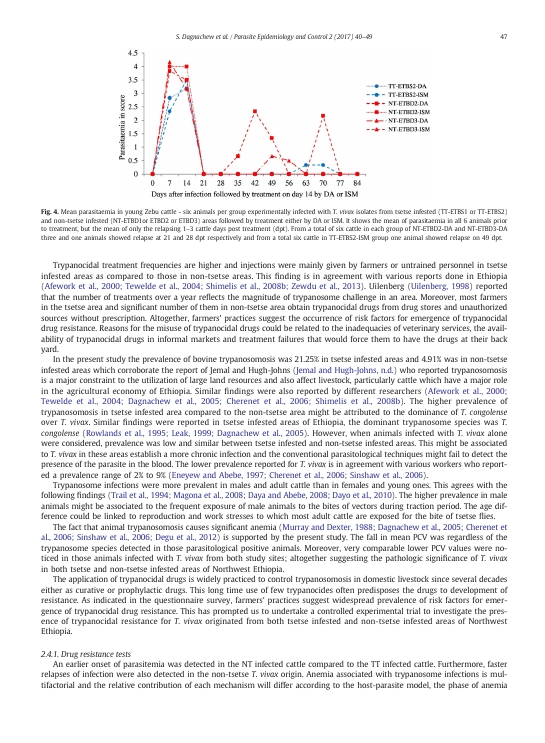 S. Dagnachew et al. / Parasite Epidemiology and Control 2 (2017) 40–49
47
4.5
4
3.5
3
2.5
2
1.5
1
0.5
0
Parasitaemia in score
0 7 14 21 28 35 42 49 56 63 70 77 84
Days after infection followed by treatment on day 14 by DA or ISM
TT-ETBS2-DA
TT-ETBS2-ISM
NT-ETBD2-DA
NT-ETBD2-ISM
NT-ETBD3-DA
NT-ETBD3-ISM
Fig. 4. Mean parasitaemia in young Zebu cattle - six animals per group experimentally infected with T. vivax isolates from tsetse infested (TT-ETBS1 or TT-ETBS2)
and non-tsetse infested (NT-ETBD1or ETBD2 or ETBD3) areas followed by treatment either by DA or ISM. It shows the mean of parasitaemia in all 6 animals prior
to treatment, but the mean of only the relapsing 1–3 cattle days post treatment (dpt). From a total of six cattle in each group of NT-ETBD2-DA and NT-ETBD3-DA
three and one animals showed relapse at 21 and 28 dpt respectively and from a total six cattle in TT-ETBS2-ISM group one animal showed relapse on 49 dpt.
Trypanocidal treatment frequencies are higher and injections were mainly given by farmers or untrained personnel in tsetse
infested areas as compared to those in non-tsetse areas. This finding is in agreement with various reports done in Ethiopia
(Afework et al., 2000; Tewelde et al., 2004; Shimelis et al., 2008b; Zewdu et al., 2013). Uilenberg (Uilenberg, 1998) reported
that the number of treatments over a year reflects the magnitude of trypanosome challenge in an area. Moreover, most farmers
in the tsetse area and significant number of them in non-tsetse area obtain trypanocidal drugs from drug stores and unauthorized
sources without prescription. Altogether, farmers' practices suggest the occurrence of risk factors for emergence of trypanocidal
drug resistance. Reasons for the misuse of trypanocidal drugs could be related to the inadequacies of veterinary services, the avail-
ability of trypanocidal drugs in informal markets and treatment failures that would force them to have the drugs at their back
yard.
In the present study the prevalence of bovine trypanosomosis was 21.25% in tsetse infested areas and 4.91% was in non-tsetse
infested areas which corroborate the report of Jemal and Hugh-Johns (Jemal and Hugh-Johns, n.d.) who reported trypanosomosis
is a major constraint to the utilization of large land resources and also affect livestock, particularly cattle which have a major role
in the agricultural economy of Ethiopia. Similar findings were also reported by different researchers (Afework et al., 2000;
Tewelde et al., 2004; Dagnachew et al., 2005; Cherenet et al., 2006; Shimelis et al., 2008b). The higher prevalence of
trypanosomosis in tsetse infested area compared to the non-tsetse area might be attributed to the dominance of T. congolense
over T. vivax. Similar findings were reported in tsetse infested areas of Ethiopia, the dominant trypanosome species was T.
congolense (Rowlands et al., 1995; Leak, 1999; Dagnachew et al., 2005). However, when animals infected with T. vivax alone
were considered, prevalence was low and similar between tsetse infested and non-tsetse infested areas. This might be associated
to T. vivax in these areas establish a more chronic infection and the conventional parasitological techniques might fail to detect the
presence of the parasite in the blood. The lower prevalence reported for T. vivax is in agreement with various workers who report-
ed a prevalence range of 2% to 9% (Eneyew and Abebe, 1997; Cherenet et al., 2006; Sinshaw et al., 2006).
Trypanosome infections were more prevalent in males and adult cattle than in females and young ones. This agrees with the
following findings (Trail et al., 1994; Magona et al., 2008; Daya and Abebe, 2008; Dayo et al., 2010). The higher prevalence in male
animals might be associated to the frequent exposure of male animals to the bites of vectors during traction period. The age dif-
ference could be linked to reproduction and work stresses to which most adult cattle are exposed for the bite of tsetse flies.
The fact that animal trypanosomosis causes significant anemia (Murray and Dexter, 1988; Dagnachew et al., 2005; Cherenet et
al., 2006; Sinshaw et al., 2006; Degu et al., 2012) is supported by the present study. The fall in mean PCV was regardless of the
trypanosome species detected in those parasitological positive animals. Moreover, very comparable lower PCV values were no-
ticed in those animals infected with T. vivax from both study sites; altogether suggesting the pathologic significance of T. vivax
in both tsetse and non-tsetse infested areas of Northwest Ethiopia.
The application of trypanocidal drugs is widely practiced to control trypanosomosis in domestic livestock since several decades
either as curative or prophylactic drugs. This long time use of few trypanocides often predisposes the drugs to development of
resistance. As indicated in the questionnaire survey, farmers' practices suggest widespread prevalence of risk factors for emer-
gence of trypanocidal drug resistance. This has prompted us to undertake a controlled experimental trial to investigate the pres-
ence of trypanocidal resistance for T. vivax originated from both tsetse infested and non-tsetse infested areas of Northwest
Ethiopia.
2.4.1. Drug resistance tests
An earlier onset of parasitemia was detected in the NT infected cattle compared to the TT infected cattle. Furthermore, faster
relapses of infection were also detected in the non-tsetse T. vivax origin. Anemia associated with trypanosome infections is mul-
tifactorial and the relative contribution of each mechanism will differ according to the host-parasite model, the phase of anemia